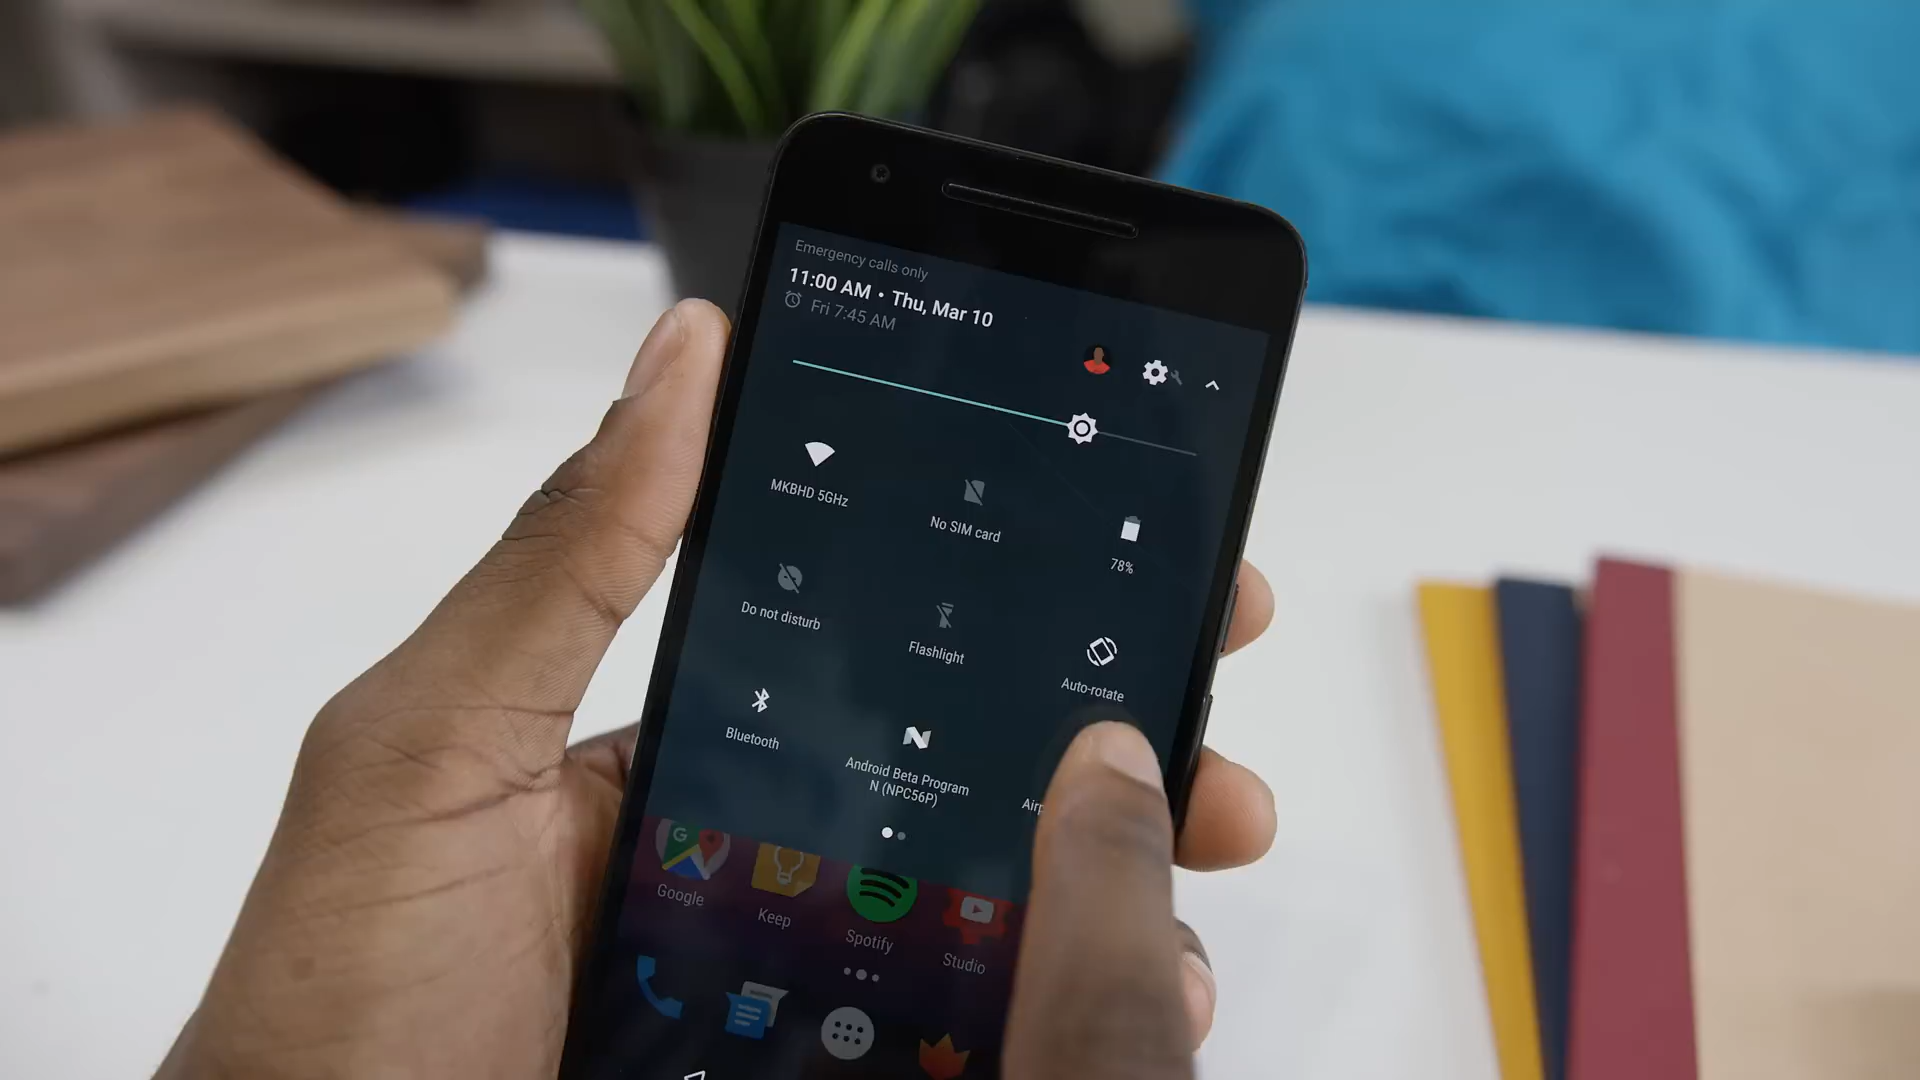 Emergency calls only
11:00 AM • Thu, Mar 10
Fri 7:45 AM
MKBHD 5GHz
No SIM card
78%
Do not disturb
Flashlight
Auto-rotate
Bluetooth
Android Beta Program
N (NPC56P)
Google
Keep
Spotify
Studio